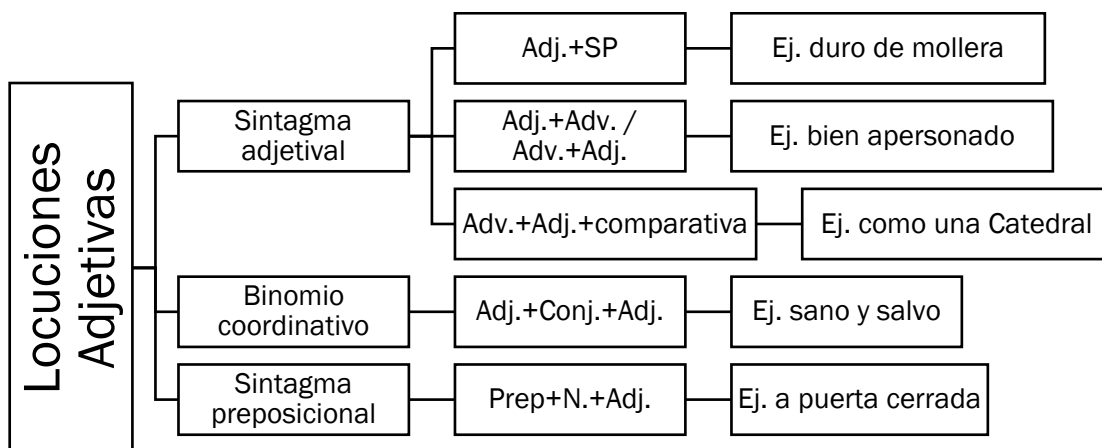 Locuciones
Adjetivas
Sintagma
adjetival
Adj.+SP
Ej. duro de mollera
Adj.+Adv. /
Adv.+Adj.
Ej. bien apersonado
Adv.+Adj.+comparativa
Ej. como una Catedral
Binomio
coordinativo
Adj.+Conj.+Adj.
Ej. sano y salvo
Sintagma
preposicional
Prep+N.+Adj.
Ej. a puerta cerrada